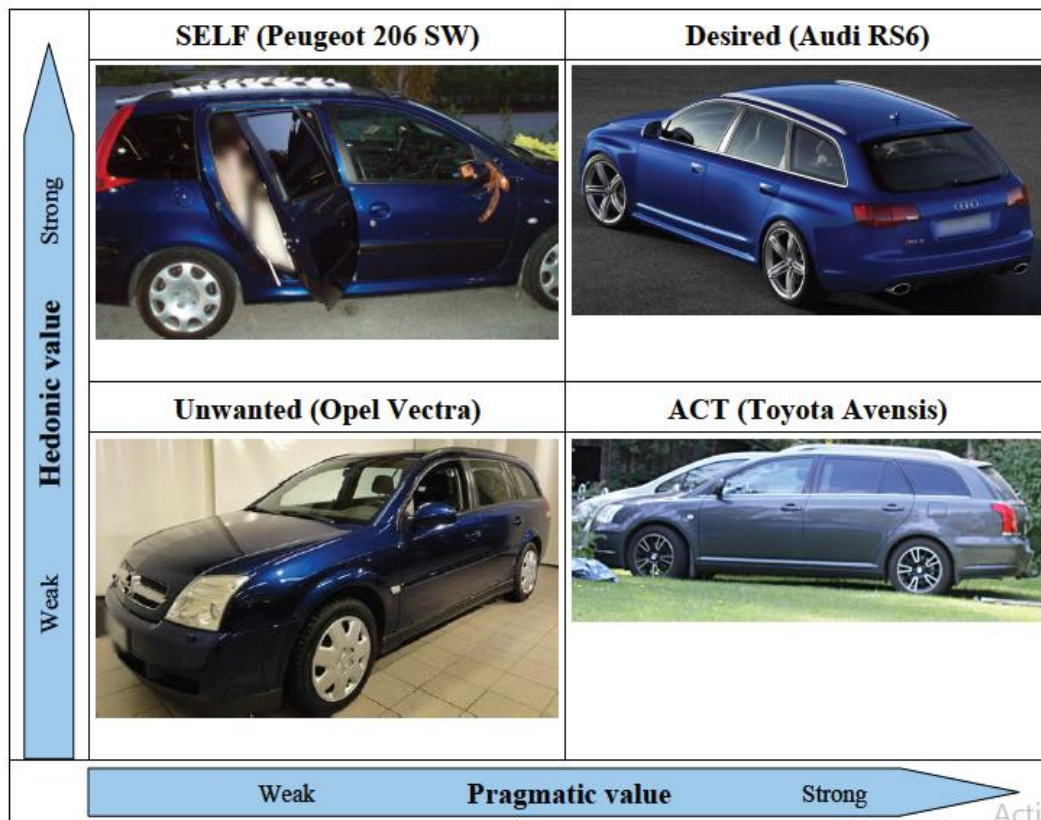 SELF (Peugeot 206 SW)
Desired (Audi RS6)
Strong
Hedonic value
Weak
Unwanted (Opel Vectra)
ACT (Toyota Avensis)
Weak
Pragmatic value
Strong
Acti